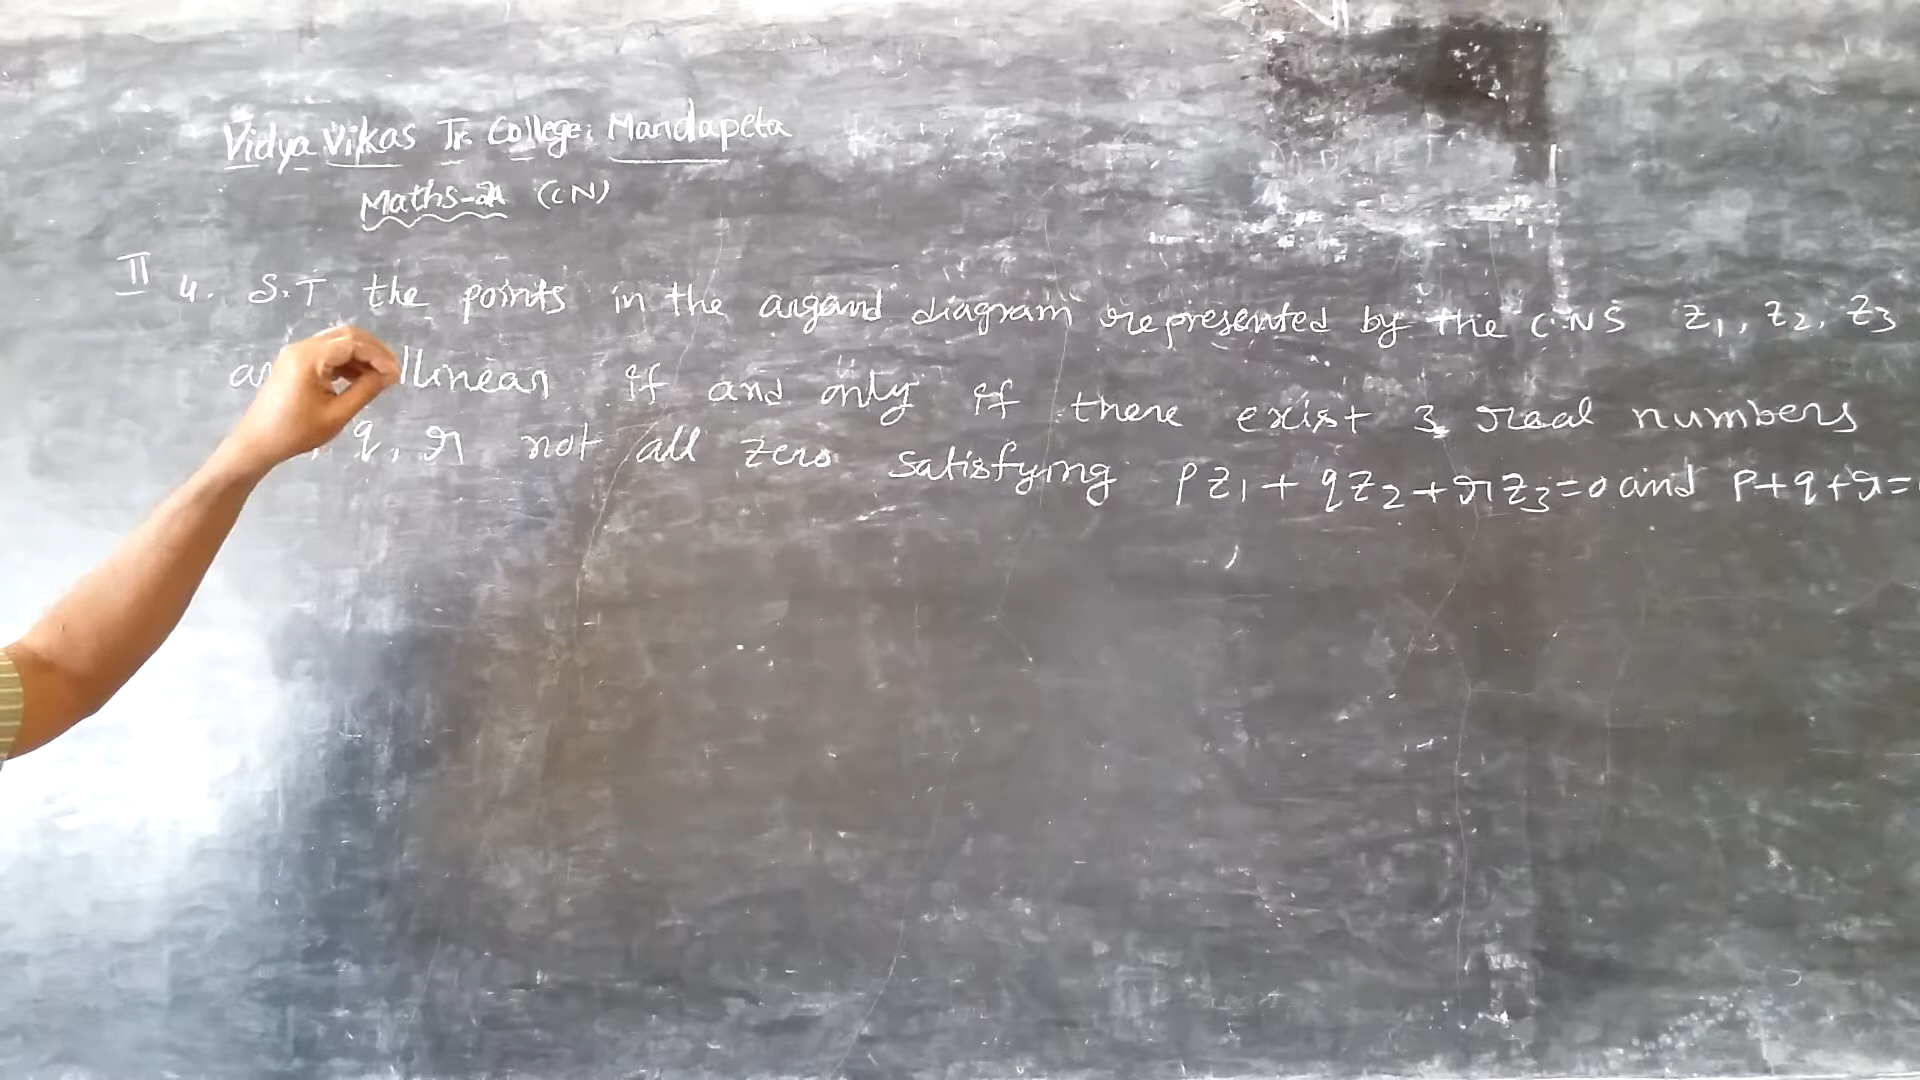 Vidya Vikas Jr. College: Mandapeta
Maths-2A (CN)
II 4. S.T the points in the argand diagram represented by the C.NS z1, z2, z3
llinear if and only if there exist 3 real numbers
, q, r not all zero satisfying pz1 + qz2 + rz3 = 0 and p+q+r=